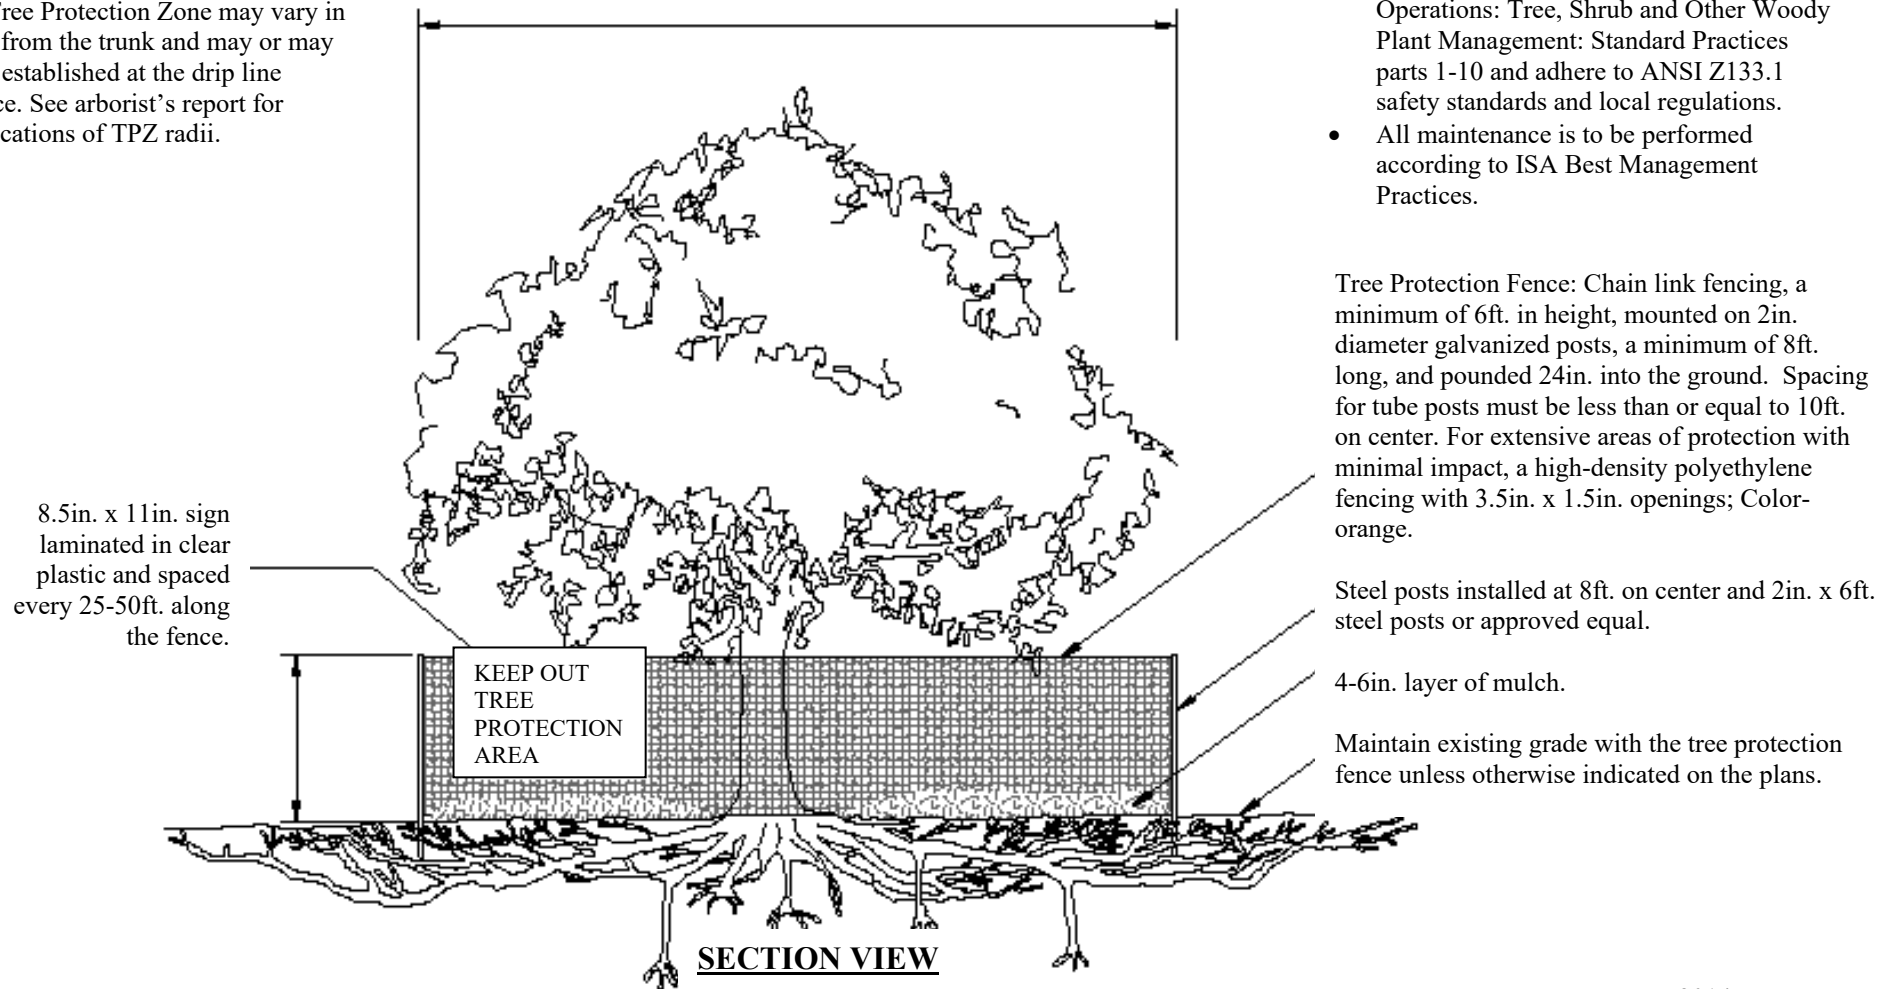 Tree Protection Zone may vary in
from the trunk and may or may
established at the drip line
See arborist's report for
of TPZ radii.
Operations: Tree, Shrub and Other Woody
Plant Management: Standard Practices
parts 1-10 and adhere to ANSI Z133.1
safety standards and local regulations.
• All maintenance is to be performed
according to ISA Best Management
Practices.
Tree Protection Fence: Chain link fencing, a
minimum of 6ft. in height, mounted on 2in.
diameter galvanized posts, a minimum of 8ft.
long, and pounded 24in. into the ground.  Spacing
for tube posts must be less than or equal to 10ft.
on center. For extensive areas of protection with
minimal impact, a high-density polyethylene
fencing with 3.5in. x 1.5in. openings; Color-
orange.
8.5in. x 11in. sign
laminated in clear
plastic and spaced
every 25-50ft. along
the fence.
Steel posts installed at 8ft. on center and 2in. x 6ft.
steel posts or approved equal.
KEEP OUT
TREE
PROTECTION
AREA
4-6in. layer of mulch.
Maintain existing grade with the tree protection
fence unless otherwise indicated on the plans.
SECTION VIEW